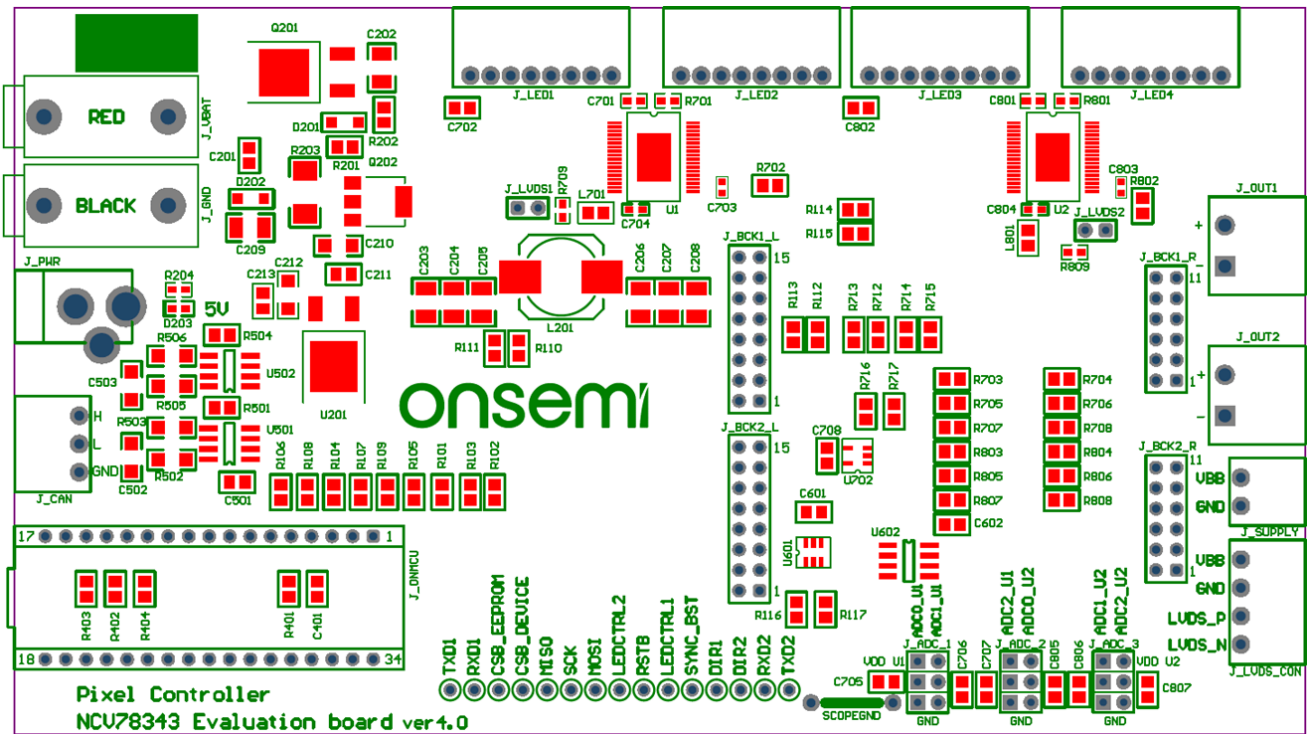 Q201
C202
J_LED1
J_LED2
J_LED3
J_LED4
RED
J_VBAT
D201
R202
C702
C701
R701
C802
C801
R801
C201
R203
R201
Q202
BLACK
J_GND
D202
C209
C210
C211
J_LVDS1
R709
L701
U1
C704
C703
R702
R114
R115
C803
R802
C804
U2
J_LVDS2
L801
R809
J_OUT1
+
-
J_PWR
R204
D203
5V
C213
C212
C203
C204
C205
L201
C206
C207
C208
J_BCK1_L
15
1
R113
R112
R713
R712
R714
R715
J_BCK1_R
11
1
J_OUT2
+
-
R506
R504
U502
R505
C503
R501
U501
R503
R502
C502
C501
U201
R111
R110
onsemi
R716
R717
R703
R705
R707
R803
R805
R807
C602
R704
R706
R708
R804
R806
R808
H
L
GND
J_CAN
R106
R108
R104
R107
R109
R105
R101
R103
R102
J_BCK2_L
15
1
C708
U702
C601
U601
U602
J_BCK2_R
11
1
VBB
GND
J_SUPPLY
VBB
GND
LVDS_P
LVDS_N
J_LVDS_CON
17
1
J_ONMCU
R403
R402
R404
R401
C401
18
34
R116
R117
TXD1
RXD1
CSB_EEPROM
CSB_DEVICE
MISO
SCK
MOSI
LEDCTRL2
RSTB
LEDCTRL1
SYNC_BST
DIR1
DIR2
RXD2
TXD2
ADC0_U1
ADC1_U1
ADC2_U1
ADC0_U2
ADC1_U2
ADC2_U2
J_ADC_1
J_ADC_2
J_ADC_3
VDD U1
VDD U2
C705
C706
C707
C805
C806
C807
SCOPEGND
GND
GND
GND
Pixel Controller
NCV78343 Evaluation board ver4.0